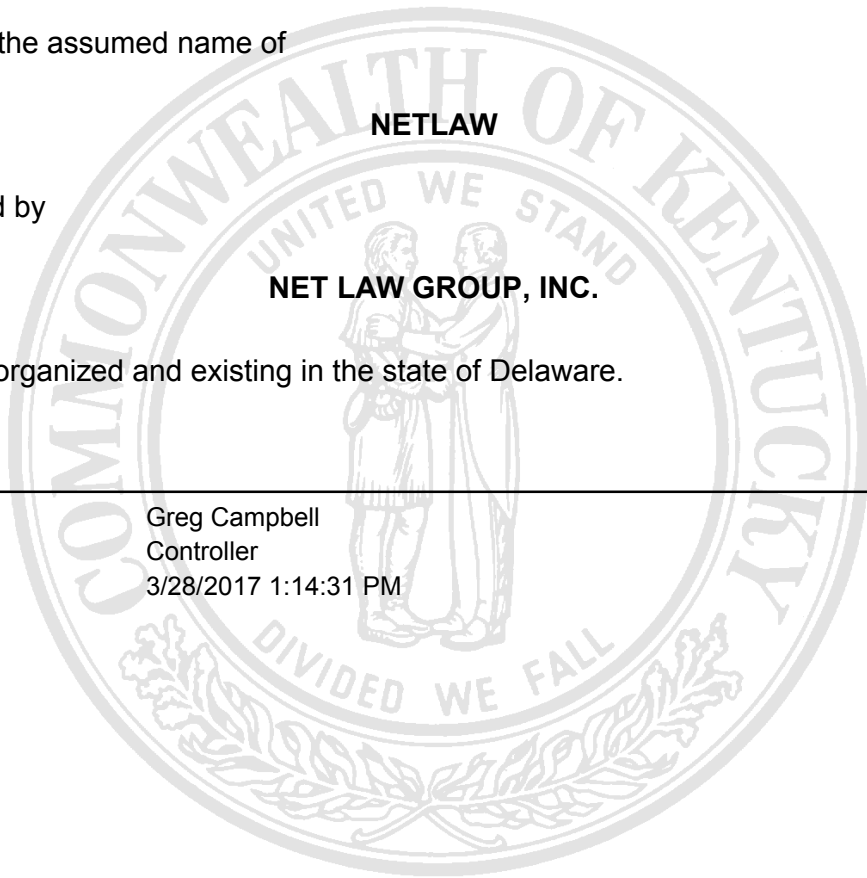 the assumed name of
NETLAW
d by
NET LAW GROUP, INC.
organized and existing in the state of Delaware.
Greg Campbell
Controller
3/28/2017 1:14:31 PM
COMMONWEALTH OF KENTUCKY
UNITED WE STAND
DIVIDED WE FALL